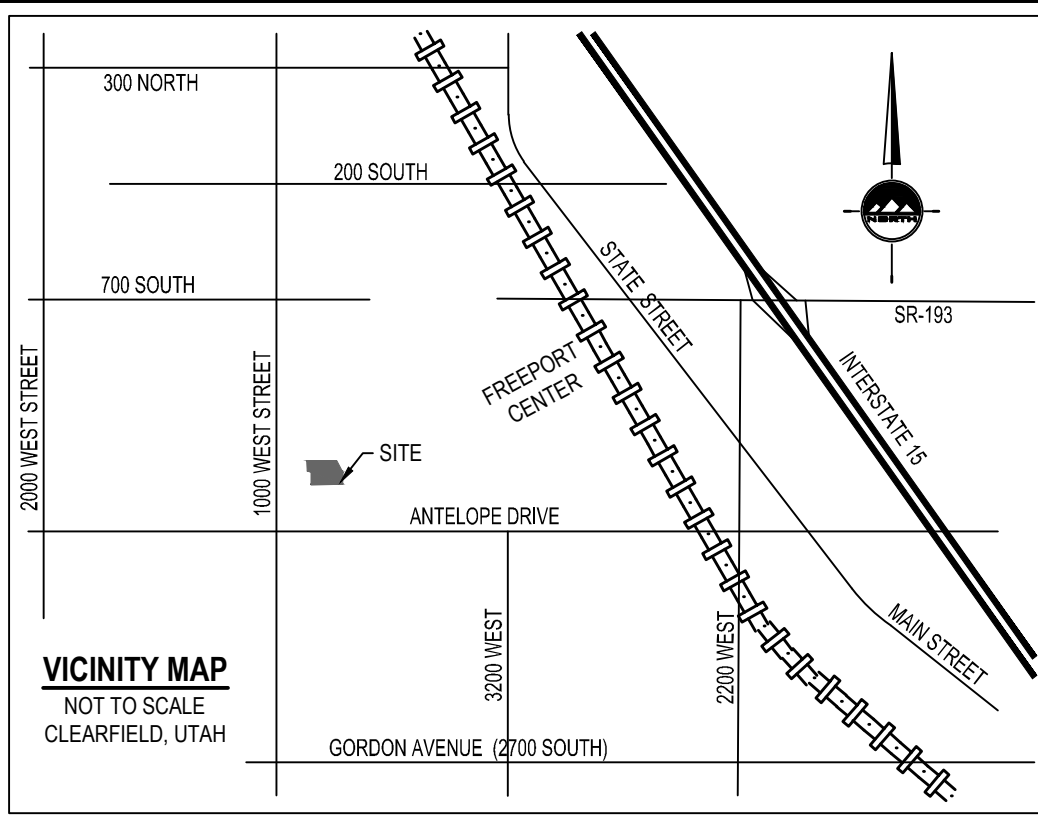 300 NORTH
200 SOUTH
NORTH
STATE STREET
700 SOUTH
SR-193
2000 WEST STREET
1000 WEST STREET
FREEPORT
CENTER
INTERSTATE 15
SITE
ANTELOPE DRIVE
3200 WEST
2200 WEST
MAIN STREET
VICINITY MAP
NOT TO SCALE
CLEARFIELD, UTAH
GORDON AVENUE (2700 SOUTH)